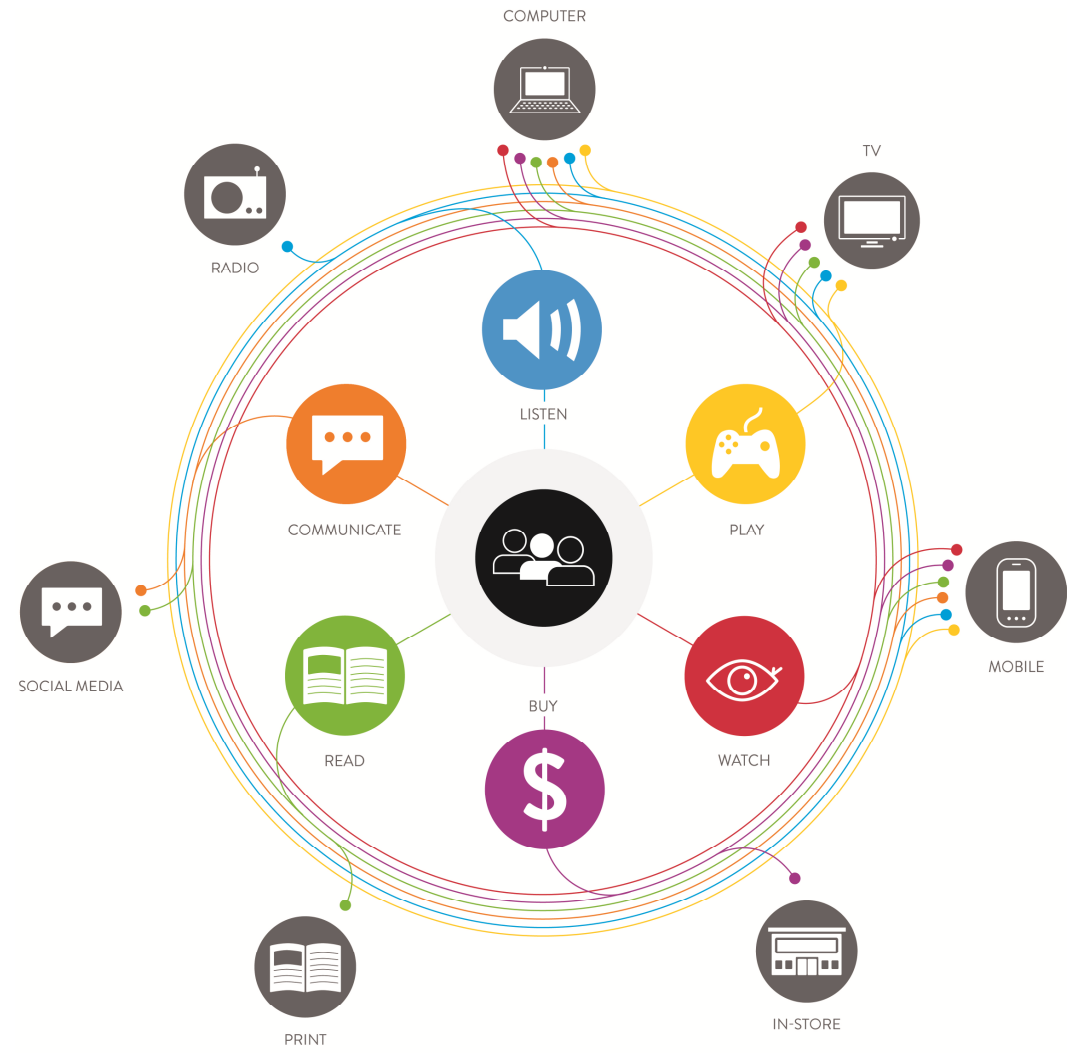 COMPUTER
TV
RADIO
LISTEN
COMMUNICATE
PLAY
SOCIAL MEDIA
MOBILE
BUY
READ
WATCH
$
PRINT
IN-STORE